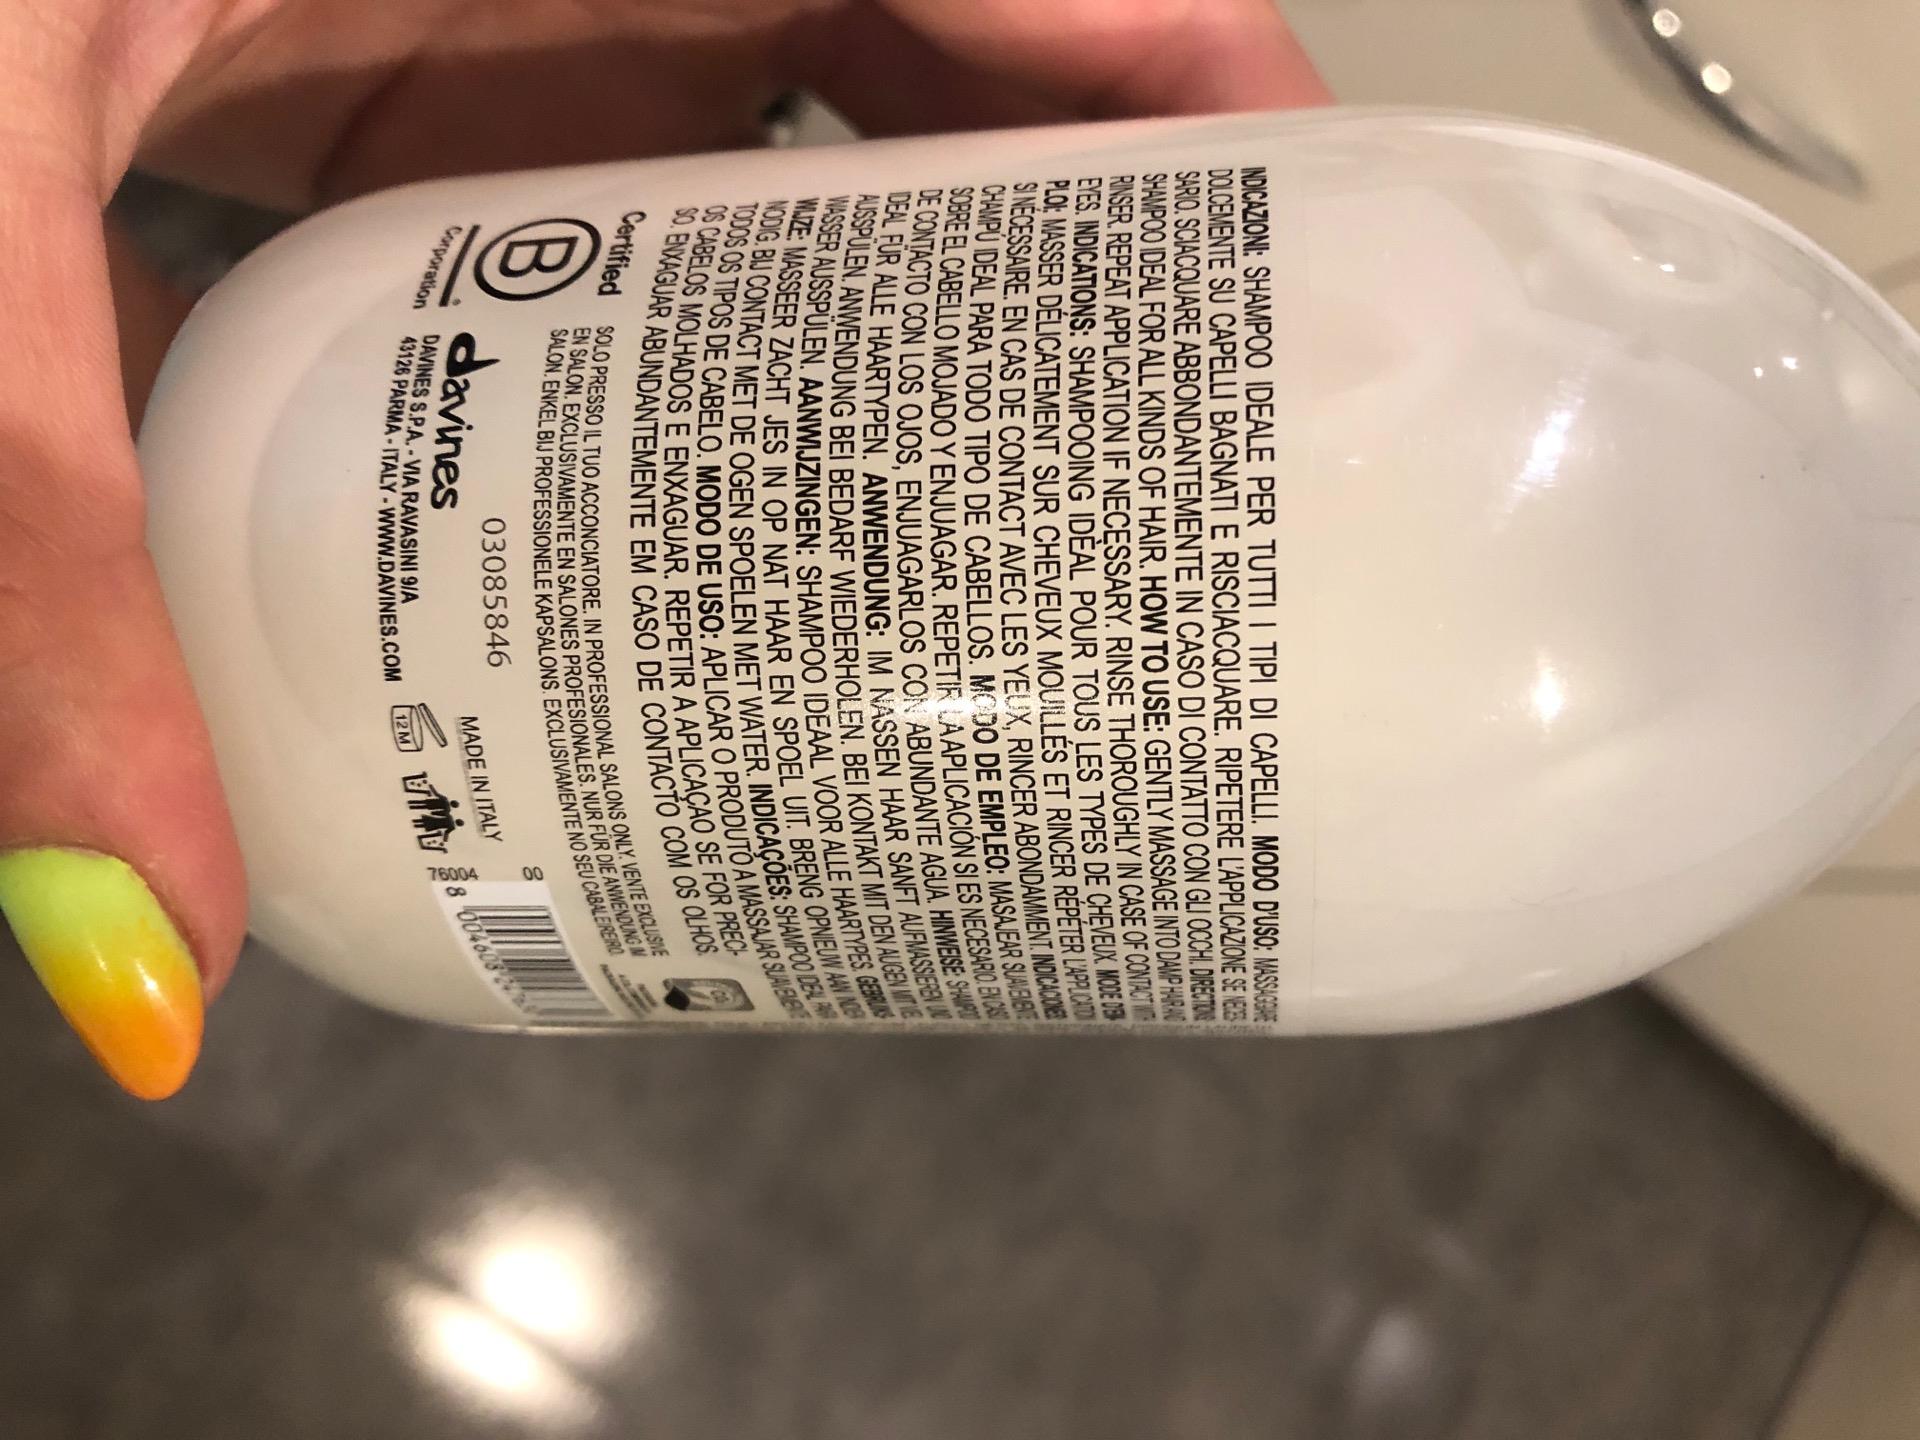 INDICAZIONI: SHAMPOO IDEALE PER TUTTI I TIPI DI CAPELLI. MODO D'USO: MASSAGGIARE
DOLCEMENTE SU CAPELLI BAGNATI E RISCIACQUARE. RIPETERE L'APPLICAZIONE SE NECES-
SARIO. SCIACQUARE ABBONDANTEMENTE IN CASO DI CONTATTO CON GLI OCCHI. DIRECTIONS:
SHAMPOO IDEAL FOR ALL KINDS OF HAIR. HOW TO USE: GENTLY MASSAGE INTO DAMP HAIR AND
RINSER. REPEAT APPLICATION IF NECESSARY. RINSE THOROUGHLY IN CASE OF CONTACT WITH
EYES. INDICATIONS: SHAMPOOING IDÉAL POUR TOUS LES TYPES DE CHEVEUX. MODE D'EM-
PLOI: MASSER DÉLICATEMENT SUR CHEVEUX MOUILLÉS ET RINCER RÉPÉTER L'APPLICATION
SI NÉCESSAIRE. EN CAS DE CONTACT AVEC LES YEUX, RINCER ABONDAMMENT. INDICACIONES:
CHAMPÚ IDEAL PARA TODO TIPO DE CABELLOS. MODO DE EMPLEO: MASAJEAR SUAVEMENTE
SOBRE EL CABELLO MOJADO Y ENJUAGAR. REPETIR LA APLICACIÓN SI ES NECESARIO. EN CASO
DE CONTACTO CON LOS OJOS, ENJUAGARLOS CON ABUNDANTE AGUA. HINWEISE: SHAMPOO
IDEAL FÜR ALLE HAARTYPEN. ANWENDUNG: IM NASSEN HAAR SANFT AUFMASSIEREN UND
AUSSPÜLEN. ANWENDUNG BEI BEDARF WIEDERHOLEN. BEI KONTAKT MIT DEN AUGEN MIT VIEL
WASSER AUSSPÜLEN. AANWIJZINGEN: SHAMPOO IDEAAL VOOR ALLE HAARTYPES. GEBRUIKS-
WIJZE: MASSEER ZACHT JES IN OP NAT HAAR EN SPOEL UIT. BRENG OPNIEUW AAN INDIEN
NODIG. BIJ CONTACT MET DE OGEN SPOELEN MET WATER. INDICAÇÕES: SHAMPOO IDEAL PARA
TODOS OS TIPOS DE CABELO. MODO DE USO: APLICAR O PRODUTO A MASSAJAR SUAVEMENTE
OS CABELOS MOLHADOS E ENXAGUAR. REPETIR A APLICAÇAO SE FOR PRECI-
SO. ENXAGUAR ABUNDANTEMENTE EM CASO DE CONTACTO COM OS OLHOS.
SOLO PRESSO IL TUO ACCONCIATORE. IN PROFESSIONAL SALONS ONLY. VENTE EXCLUSIVE
EN SALON. EXCLUSIVAMENTE EN SALONES PROFESIONALES. NUR FÜR DIE ANWENDUNG IM
SALON. ENKEL BIJ PROFESSIONELE KAPSALONS. EXCLUSIVAMENTE NO SEU CABALEREIRO.
Certified
B
Corporation
03085846
davines
DAVINES S.P.A. - VIA RAVASINI 9/A
43126 PARMA - ITALY - WWW.DAVINES.COM
MADE IN ITALY
12 M
00
76004
CO₂